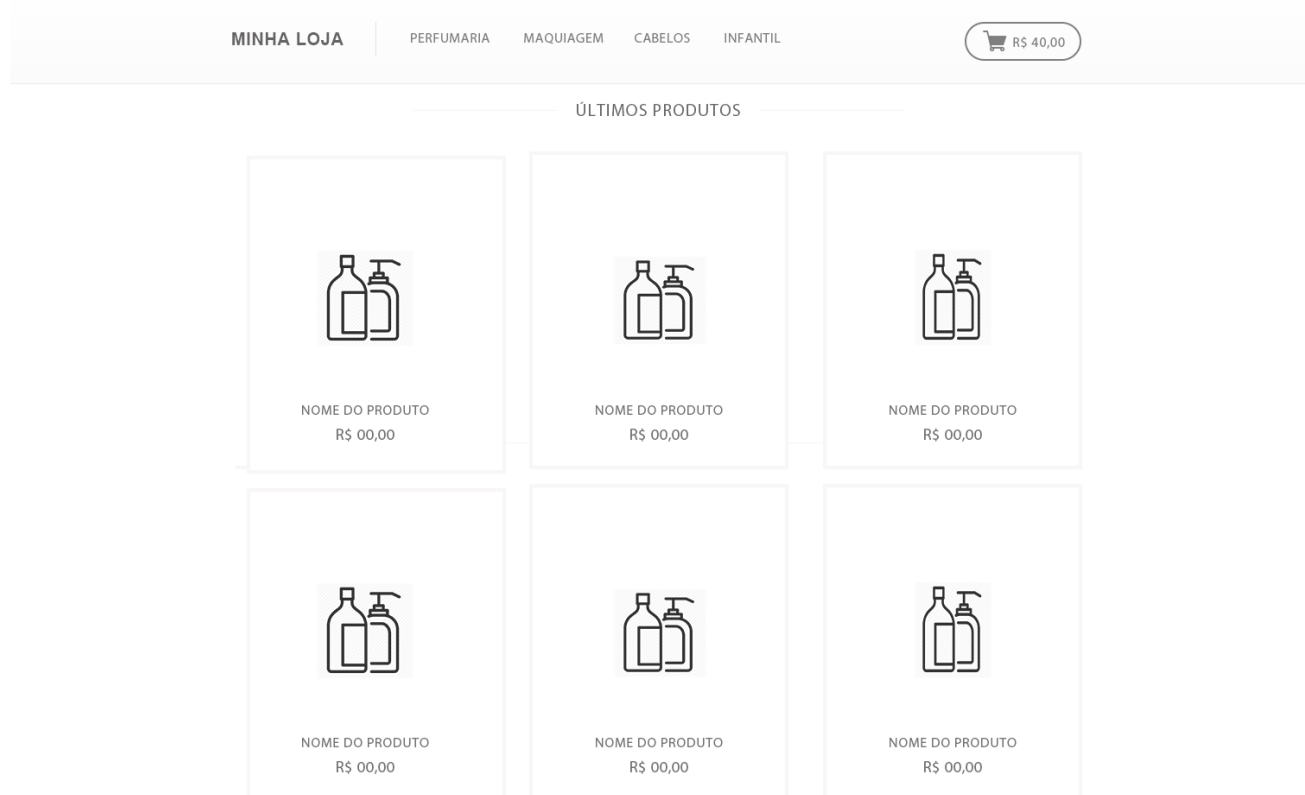 MINHA LOJA PERFUMARIA MAQUIAGEM CABELOS INFANTIL R$ 40,00
ÚLTIMOS PRODUTOS
NOME DO PRODUTO
R$ 00,00
NOME DO PRODUTO
R$ 00,00
NOME DO PRODUTO
R$ 00,00
NOME DO PRODUTO
R$ 00,00
NOME DO PRODUTO
R$ 00,00
NOME DO PRODUTO
R$ 00,00